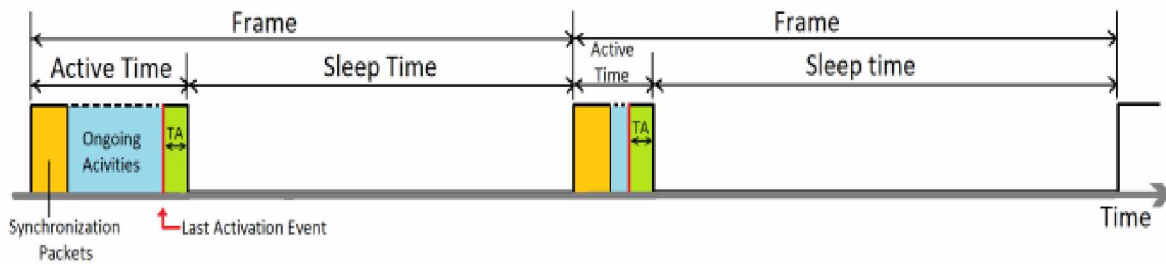 Frame
Frame
Active Time
Sleep Time
Active
Time
Sleep time
Ongoing
Acivities
TA
TA
Synchronization
Packets
Last Activation Event
Time